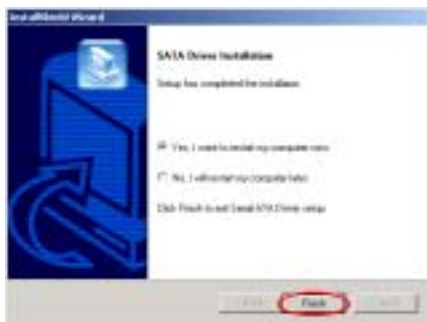 InstallShield Wizard
SATA Driver Installation
Setup has completed the installation.
Yes, I want to restart my computer now.
No, I will restart my computer later.
Click Finish to exit Serial ATA Driver setup.
Finish